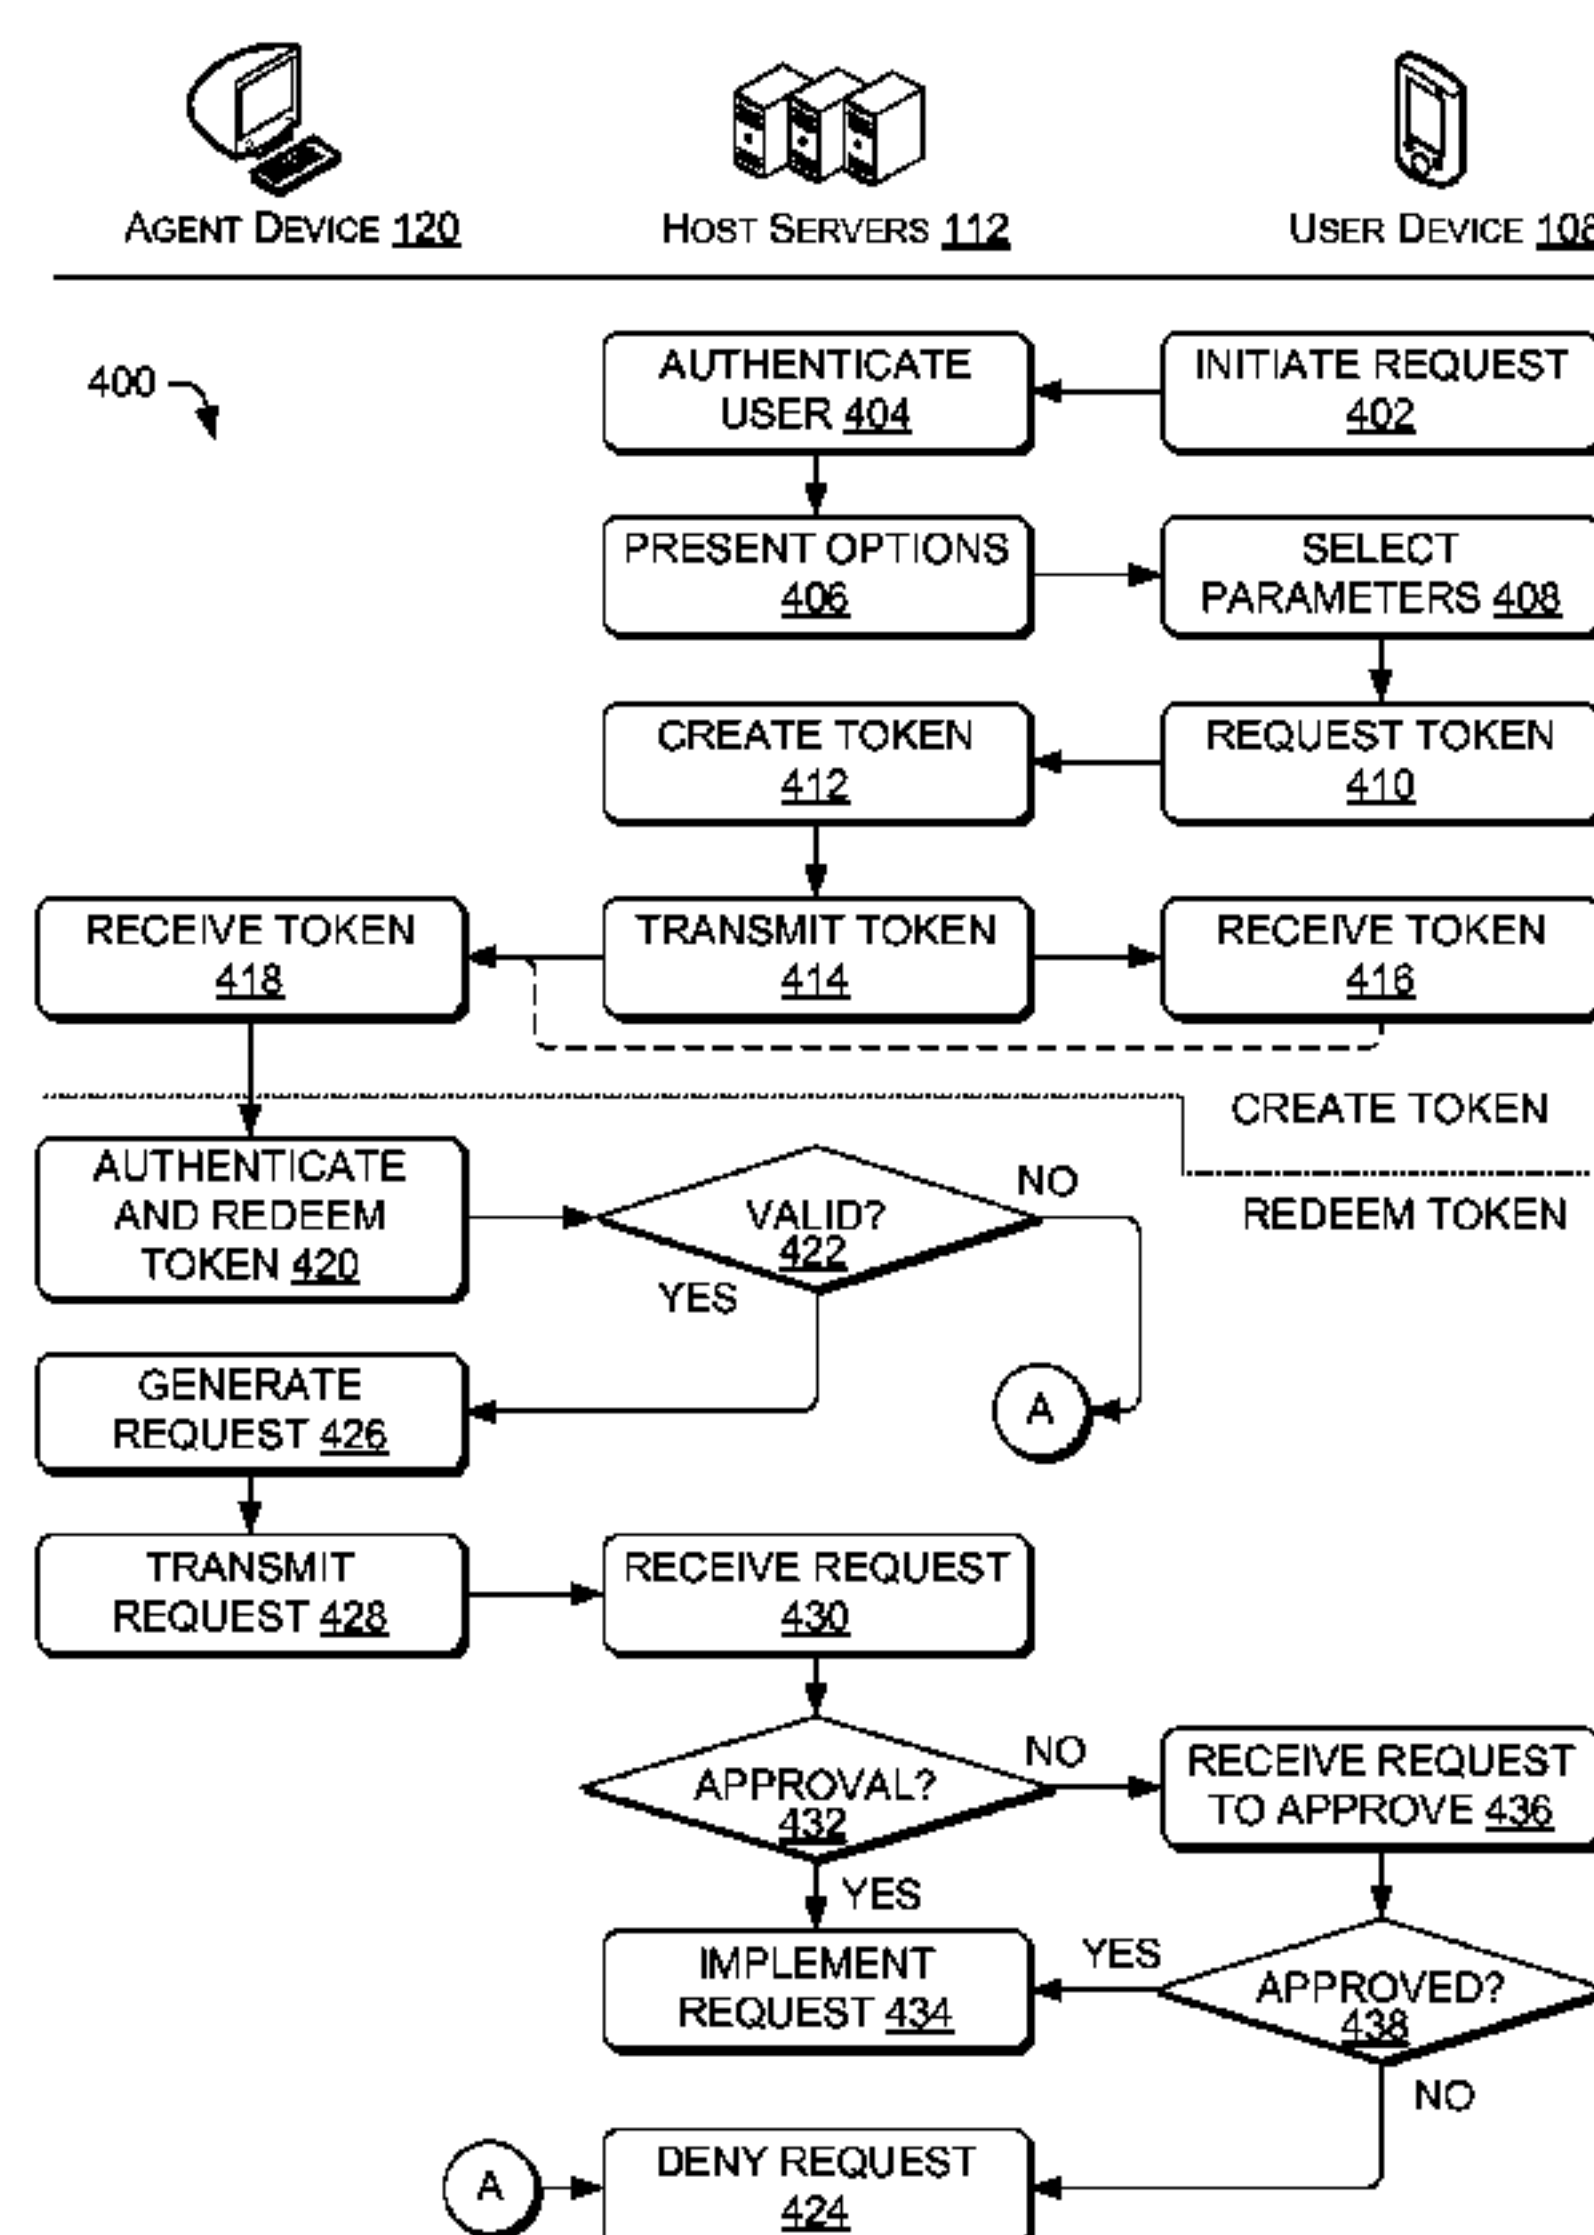 AGENT DEVICE 120
HOST SERVERS 112
USER DEVICE 108
400
AUTHENTICATE
USER 404
INITIATE REQUEST
402
PRESENT OPTIONS
406
SELECT
PARAMETERS 408
CREATE TOKEN
412
REQUEST TOKEN
410
RECEIVE TOKEN
418
TRANSMIT TOKEN
414
RECEIVE TOKEN
416
CREATE TOKEN
REDEEM TOKEN
AUTHENTICATE
AND REDEEM
TOKEN 420
VALID?
422
NO
YES
GENERATE
REQUEST 426
A
TRANSMIT
REQUEST 428
RECEIVE REQUEST
430
APPROVAL?
432
NO
RECEIVE REQUEST
TO APPROVE 436
YES
IMPLEMENT
REQUEST 434
YES
APPROVED?
438
NO
A
DENY REQUEST
424